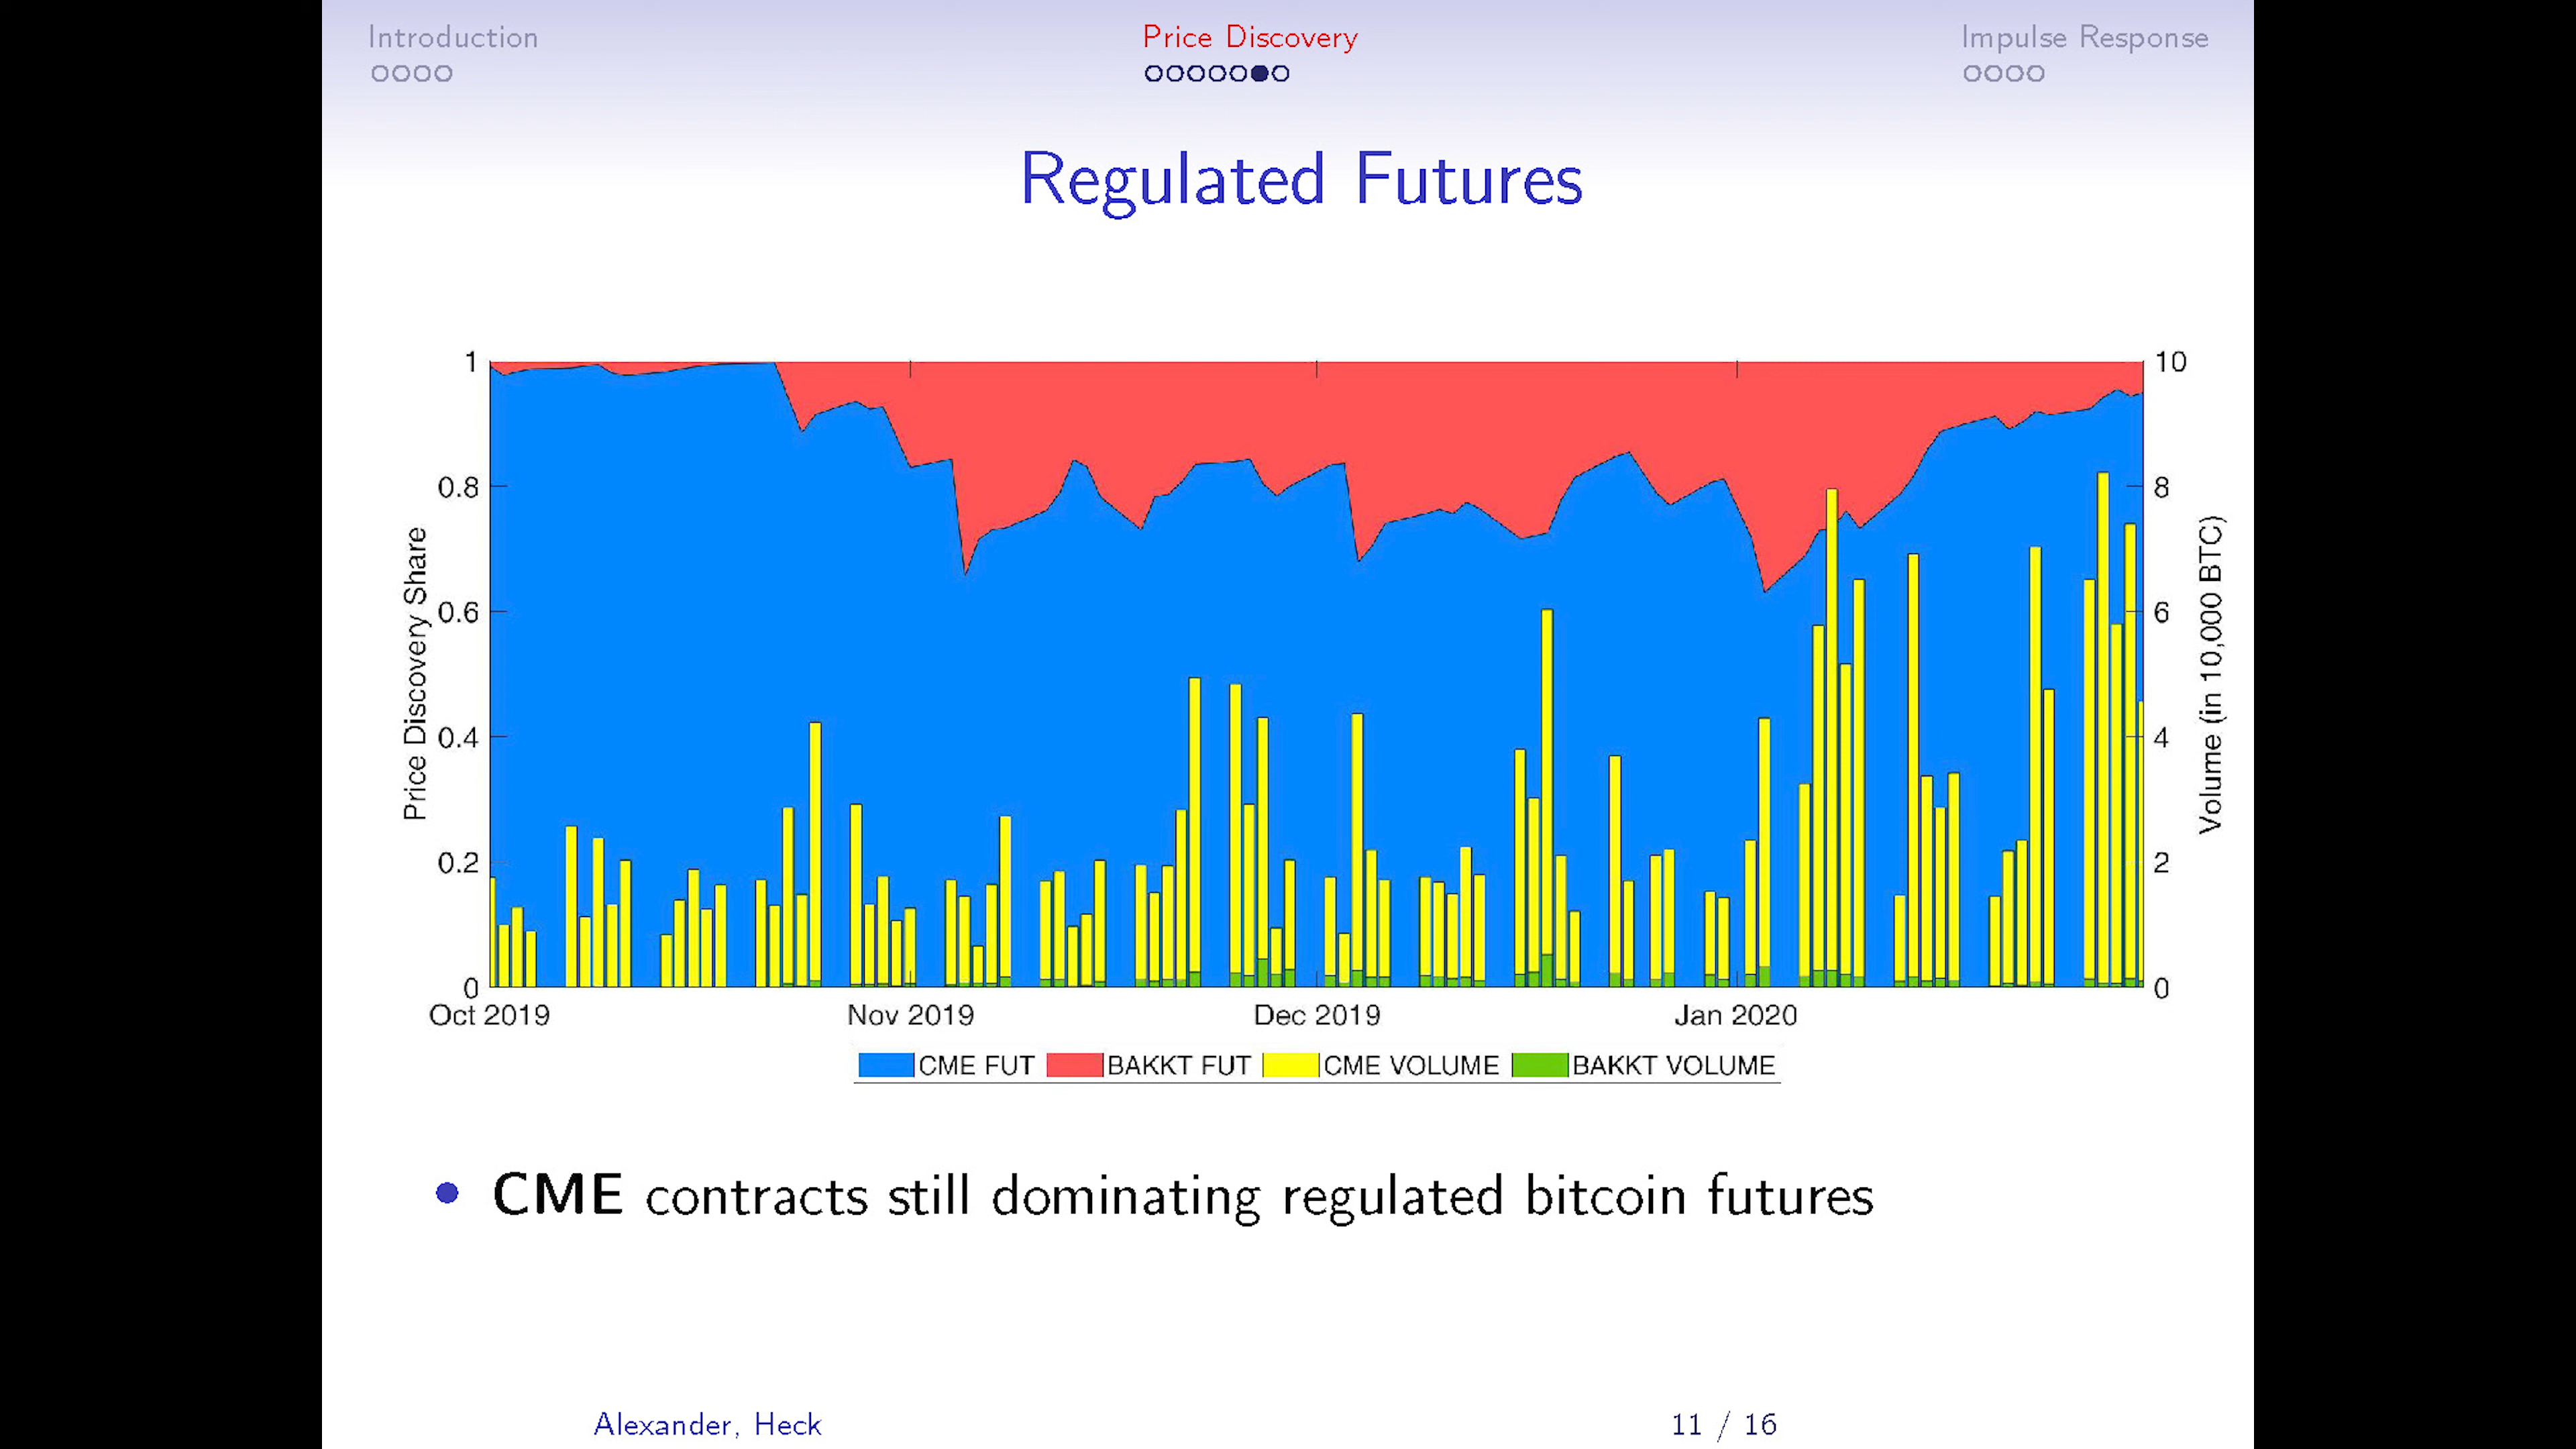 Introduction
Price Discovery
Impulse Response
Regulated Futures
1
0.8
0.6
0.4
0.2
0
Price Discovery Share
10
8
6
4
2
0
Volume (in 10,000 BTC)
Oct 2019
Nov 2019
Dec 2019
Jan 2020
CME FUT
BAKKT FUT
CME VOLUME
BAKKT VOLUME
• CME contracts still dominating regulated bitcoin futures
Alexander, Heck
11 / 16